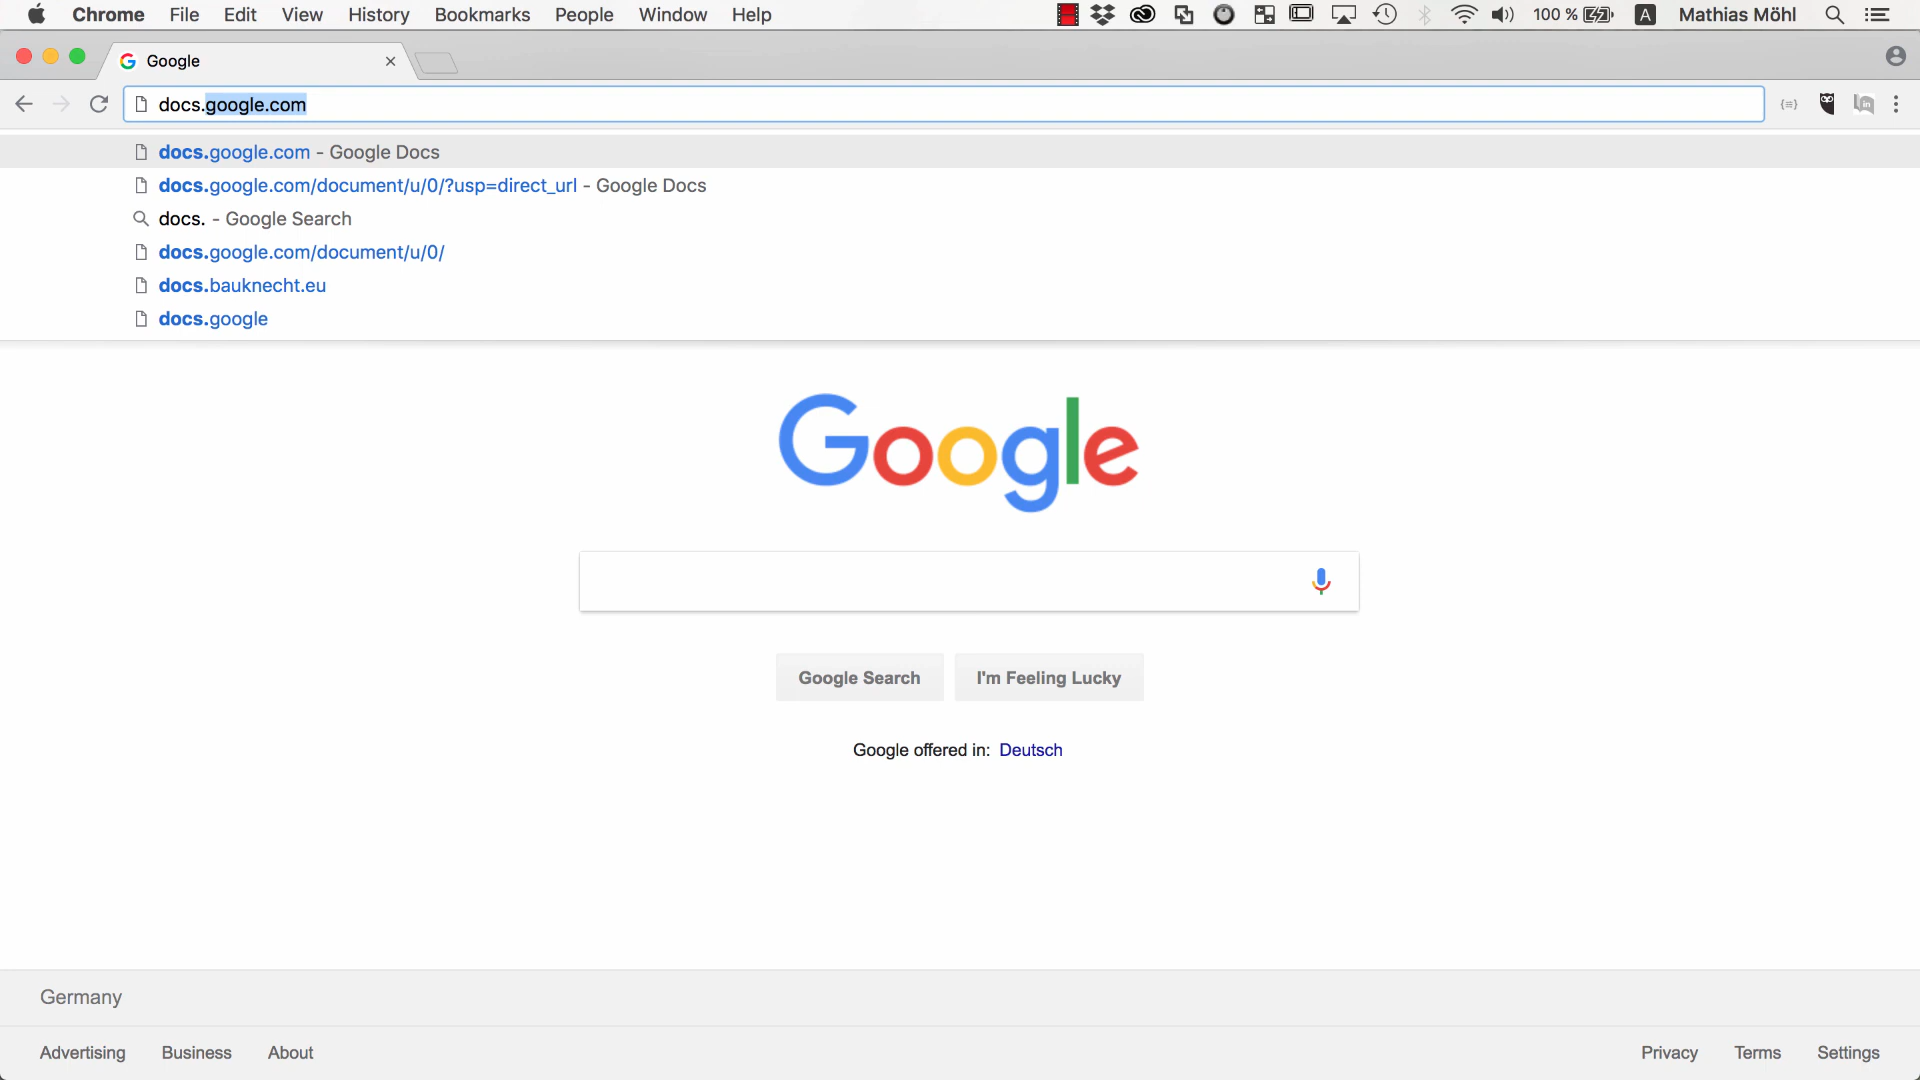 Chrome File Edit View History Bookmarks People Window Help 100 % A Mathias Möhl
Google
docs.google.com
docs.google.com - Google Docs
docs.google.com/document/u/0/?usp=direct_url - Google Docs
docs. - Google Search
docs.google.com/document/u/0/
docs.bauknecht.eu
docs.google
Google
Google Search I'm Feeling Lucky
Google offered in: Deutsch
Germany
Advertising Business About Privacy Terms Settings